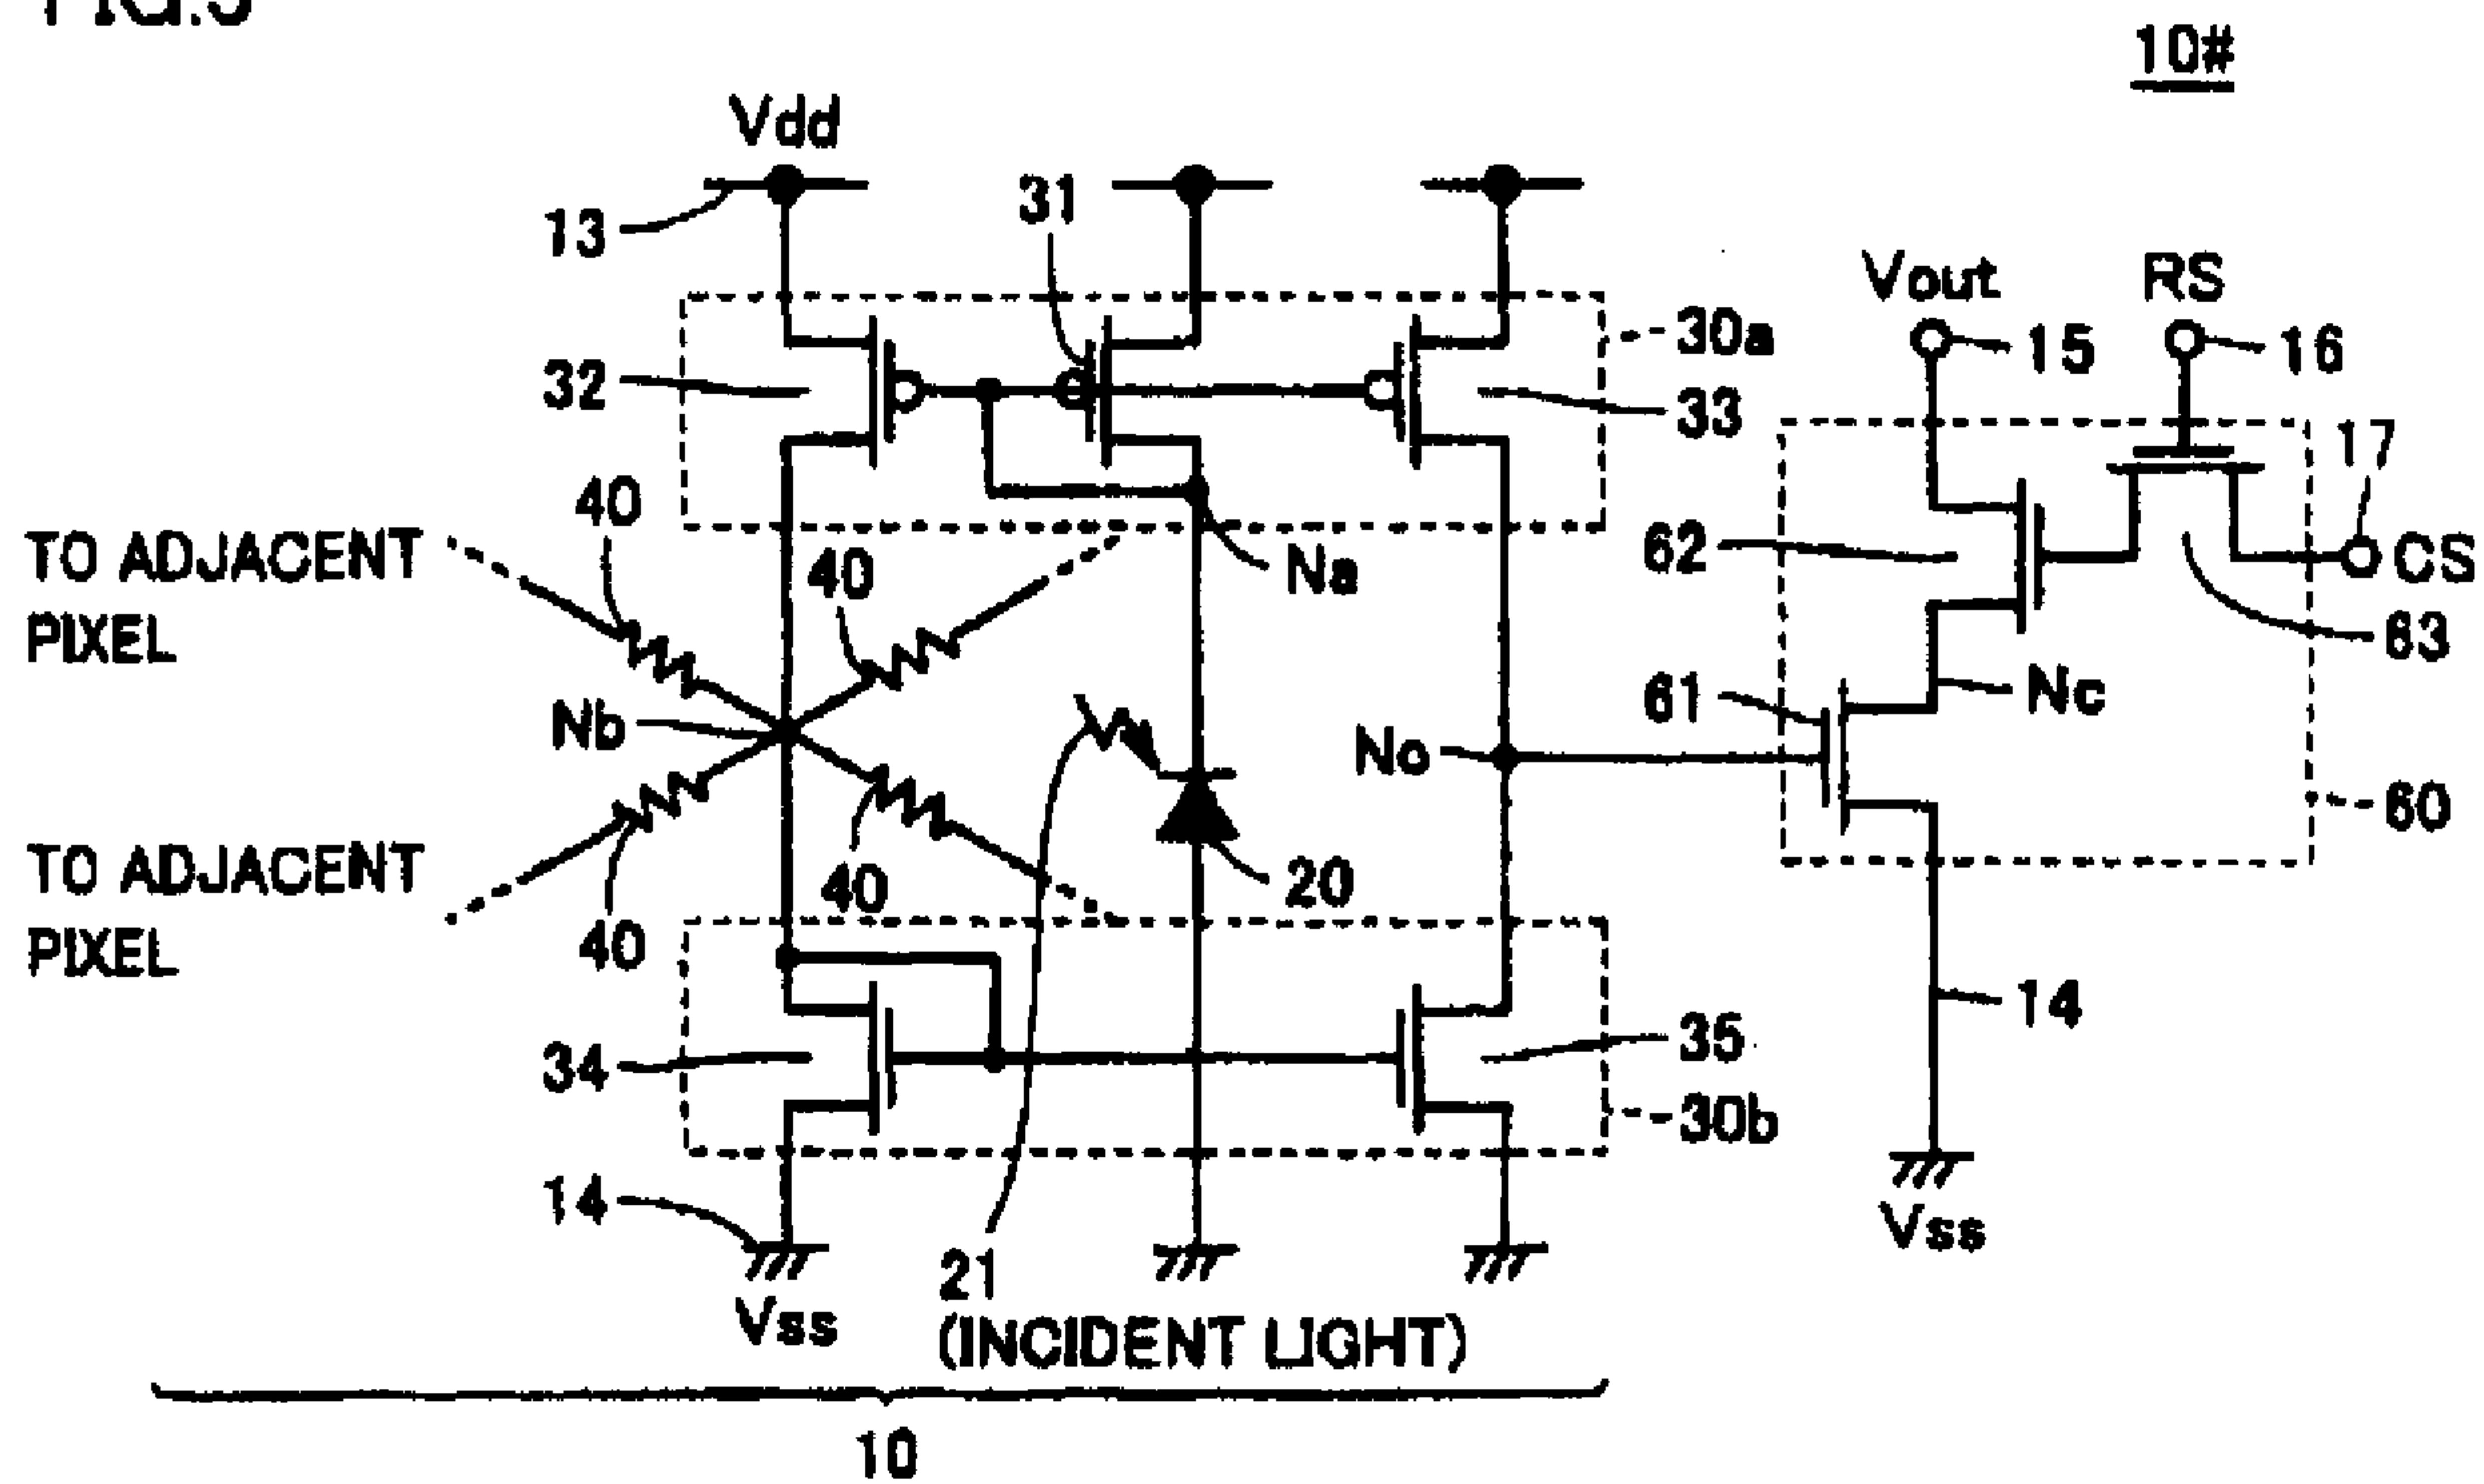 10#
Vdd
31
13
Vout
RS
30a
15
16
32
33
17
40
TO ADJACENT
PIXEL
40
Na
62
CS
63
Nb
61
Nc
No
60
TO ADJACENT
PIXEL
40
40
20
14
34
35
30b
14
Vss
21
Vss
(INCIDENT LIGHT)
10